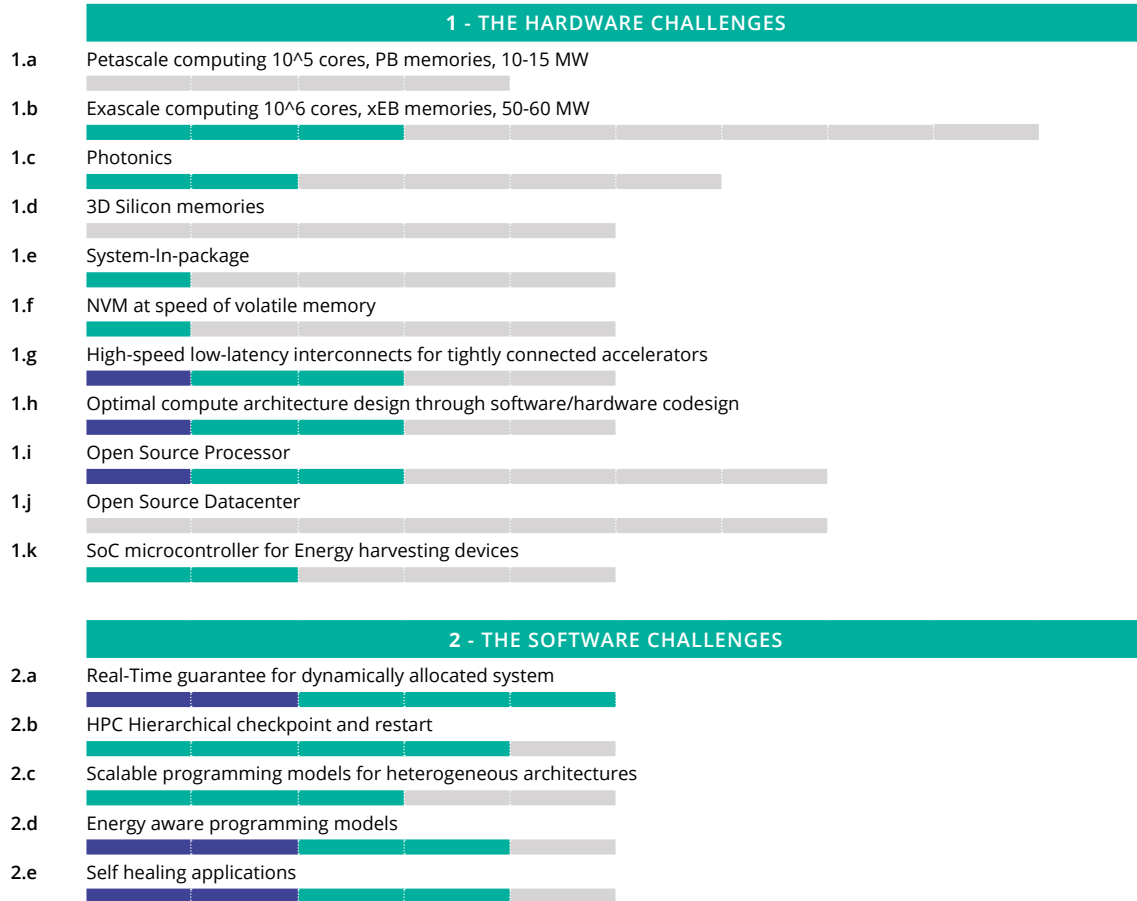 1 - THE HARDWARE CHALLENGES
1.a Petascale computing 10^5 cores, PB memories, 10-15 MW
1.b Exascale computing 10^6 cores, xEB memories, 50-60 MW
1.c Photonics
1.d 3D Silicon memories
1.e System-In-package
1.f NVM at speed of volatile memory
1.g High-speed low-latency interconnects for tightly connected accelerators
1.h Optimal compute architecture design through software/hardware codesign
1.i Open Source Processor
1.j Open Source Datacenter
1.k SoC microcontroller for Energy harvesting devices
2 - THE SOFTWARE CHALLENGES
2.a Real-Time guarantee for dynamically allocated system
2.b HPC Hierarchical checkpoint and restart
2.c Scalable programming models for heterogeneous architectures
2.d Energy aware programming models
2.e Self healing applications